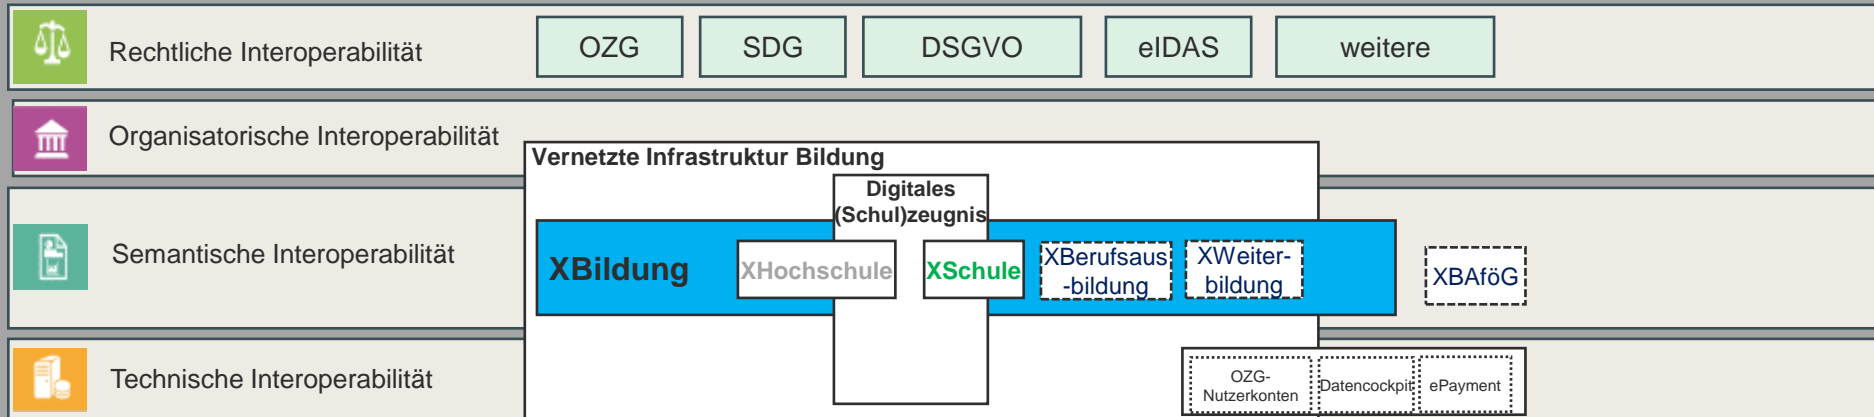 Rechtliche Interoperabilität
OZG
SDG
DSGVO
eIDAS
weitere
Organisatorische Interoperabilität
Vernetzte Infrastruktur Bildung
Digitales
(Schul)zeugnis
Semantische Interoperabilität
XBildung
XHochschule
XSchule
XBerufsaus
-bildung
XWeiter-
bildung
XBAföG
Technische Interoperabilität
OZG-
Nutzerkonten
Datencockpit
ePayment